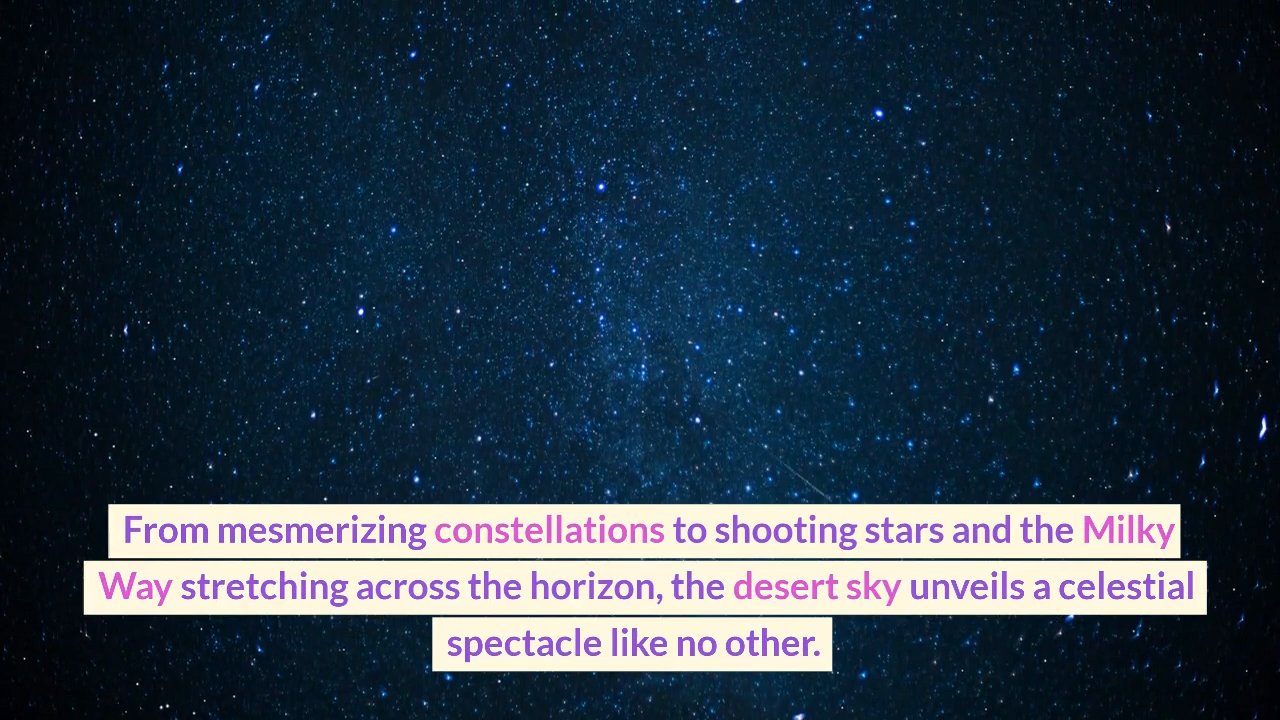 From mesmerizing constellations to shooting stars and the Milky
Way stretching across the horizon, the desert sky unveils a celestial
spectacle like no other.